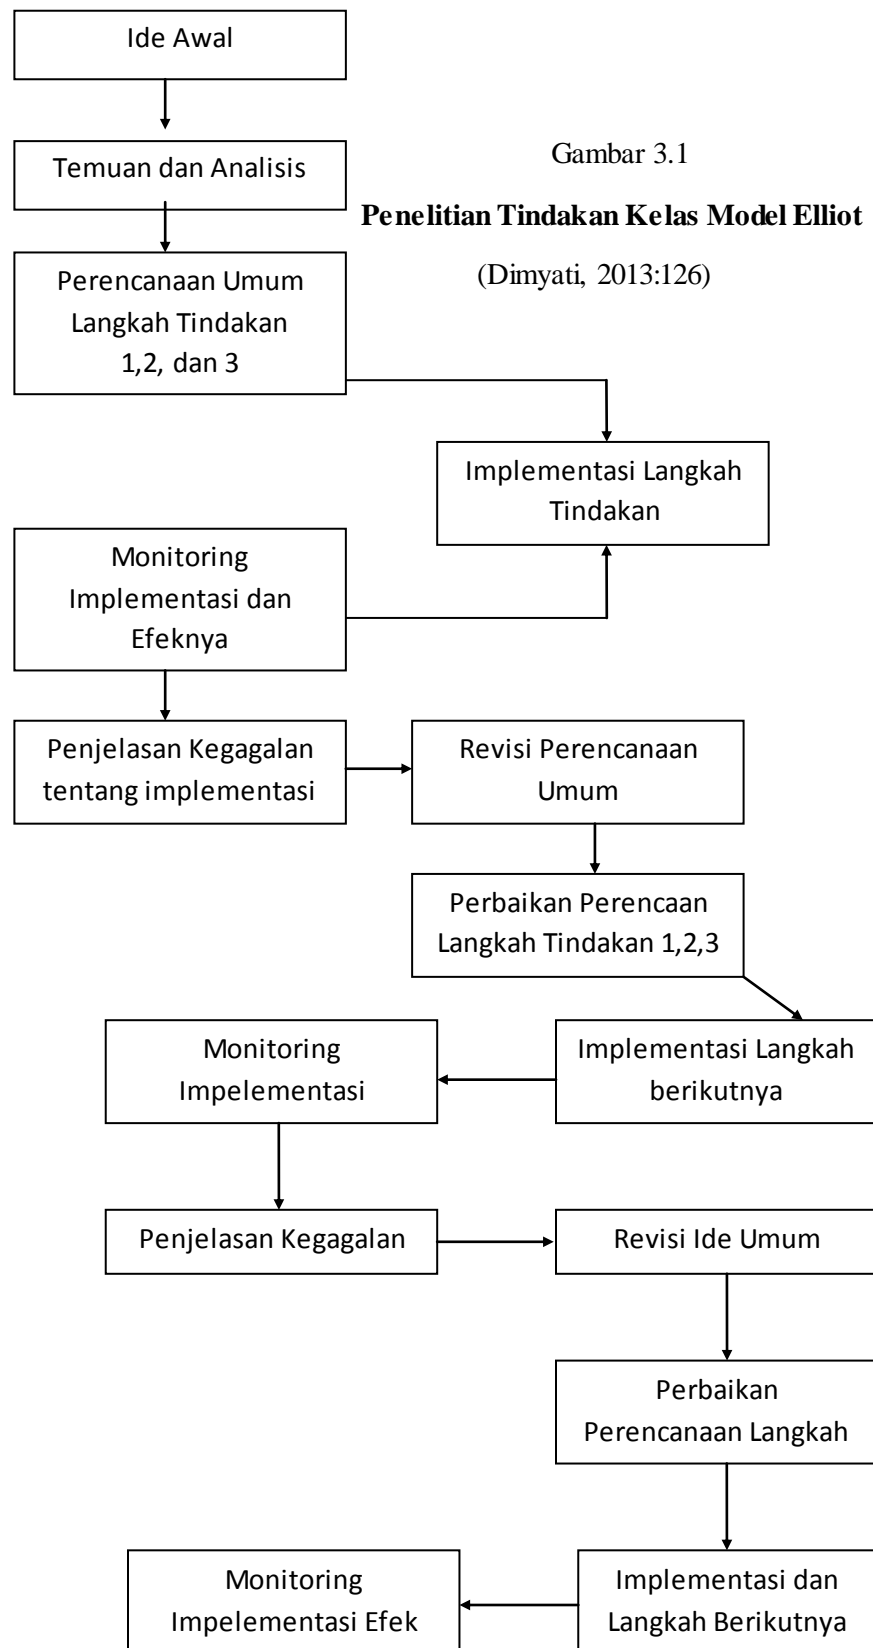 Ide Awal
Temuan dan Analisis
Gambar 3.1
Penelitian Tindakan Kelas Model Elliot
(Dimyati, 2013:126)
Perencanaan Umum
Langkah Tindakan
1,2, dan 3
Implementasi Langkah
Tindakan
Monitoring
Implementasi dan
Efeknya
Penjelasan Kegagalan
tentang implementasi
Revisi Perencanaan
Umum
Perbaikan Perencaan
Langkah Tindakan 1,2,3
Implementasi Langkah
berikutnya
Monitoring
Impelementasi
Penjelasan Kegagalan
Revisi Ide Umum
Perbaikan
Perencanaan Langkah
Implementasi dan
Langkah Berikutnya
Monitoring
Impelementasi Efek